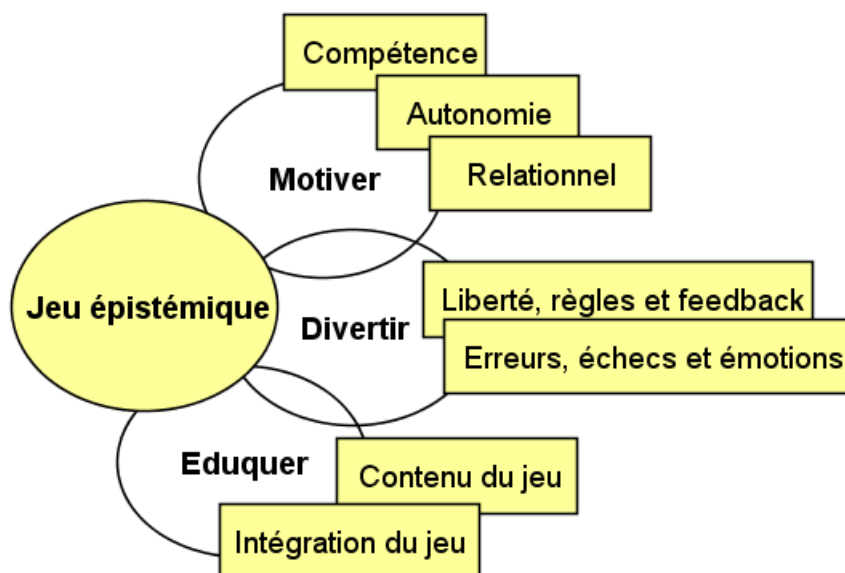 Compétence
Autonomie
Motiver
Relationnel
Jeu épistémique
Divertir
Liberté, règles et feedback
Erreurs, échecs et émotions
Eduquer
Contenu du jeu
Intégration du jeu